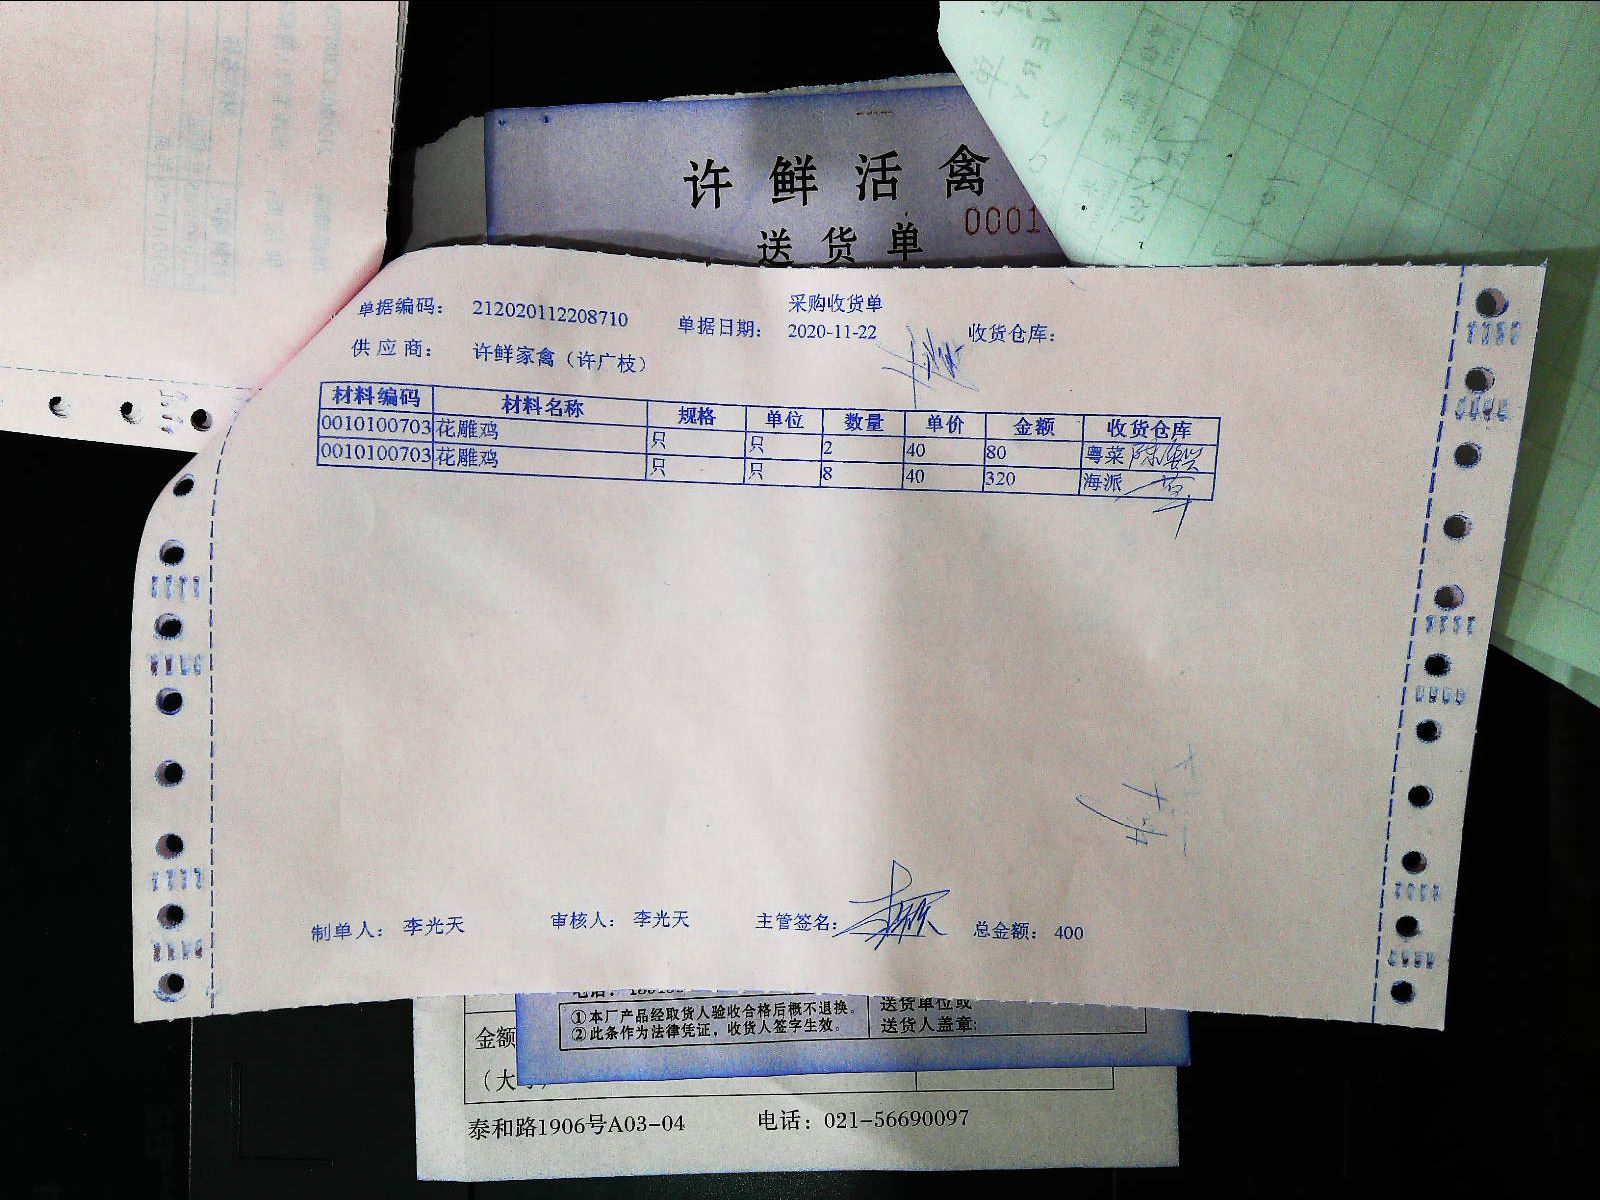 许鲜活禽
0001
送货单
采购收货单
单据编码： 212020112208710 单据日期： 2020-11-22 收货仓库：
供应商： 许鲜家禽（许广枝）
材料编码 材料名称 规格 单位 数量 单价 金额 收货仓库
0010100703 花雕鸡 只 只 2 40 80 粤菜
0010100703 花雕鸡 只 只 8 40 320 海派
制单人： 李光天 审核人： 李光天 主管签名： 总金额： 400
电话：
①本厂产品经取货人验收合格后概不退换。 送货单位或
②此条作为法律凭证，收货人签字生效。 送货人盖章:
金额
（大
泰和路1906号A03-04 电话：021-56690097